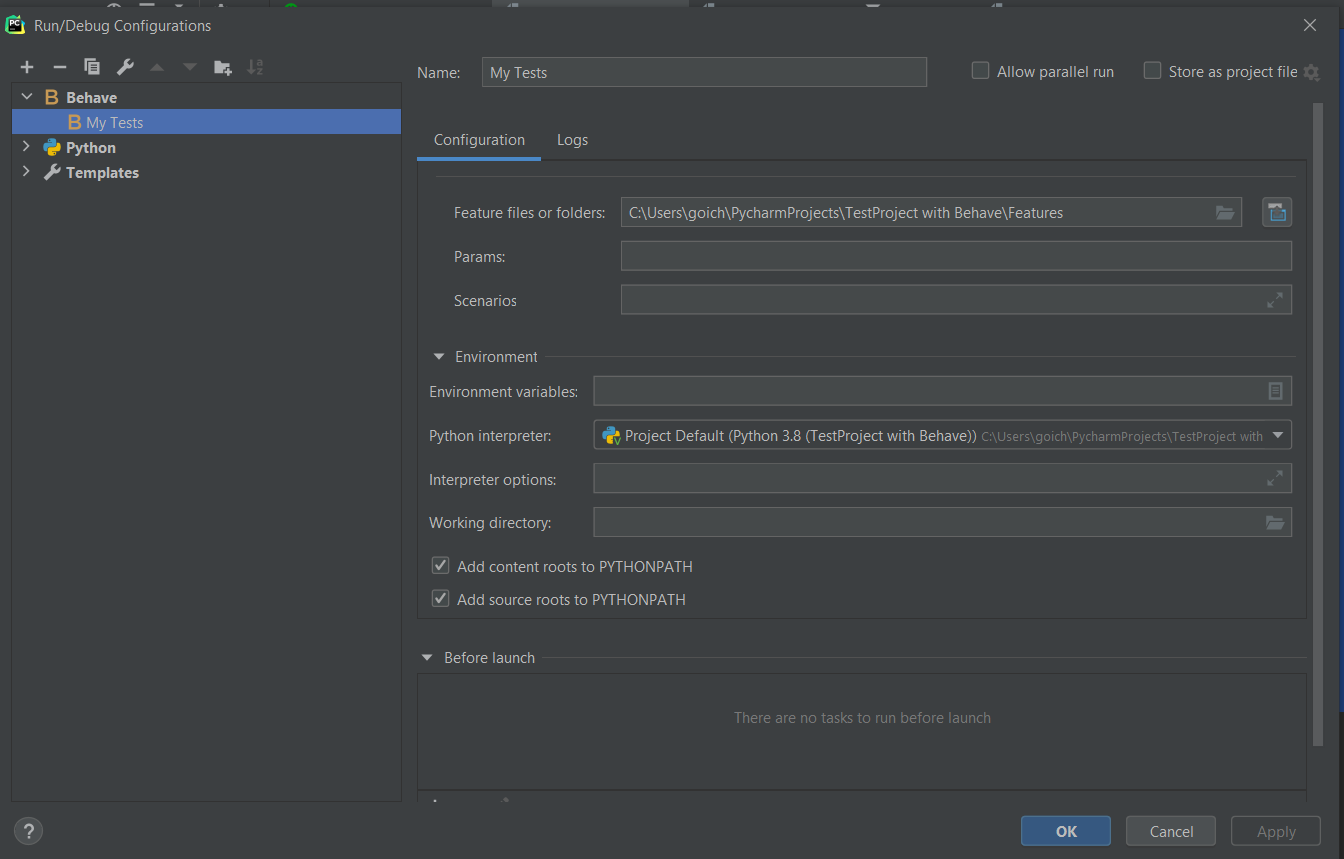 PC Run/Debug Configurations
Name: My Tests Allow parallel run Store as project file
B Behave
B My Tests
Python
Templates
Configuration Logs
Feature files or folders: C:\Users\goich\PycharmProjects\TestProject with Behave\Features
Params:
Scenarios
Environment
Environment variables:
Python interpreter: Project Default (Python 3.8 (TestProject with Behave)) C:\Users\goich\PycharmProjects\TestProject with
Interpreter options:
Working directory:
Add content roots to PYTHONPATH
Add source roots to PYTHONPATH
Before launch
There are no tasks to run before launch
? OK Cancel Apply